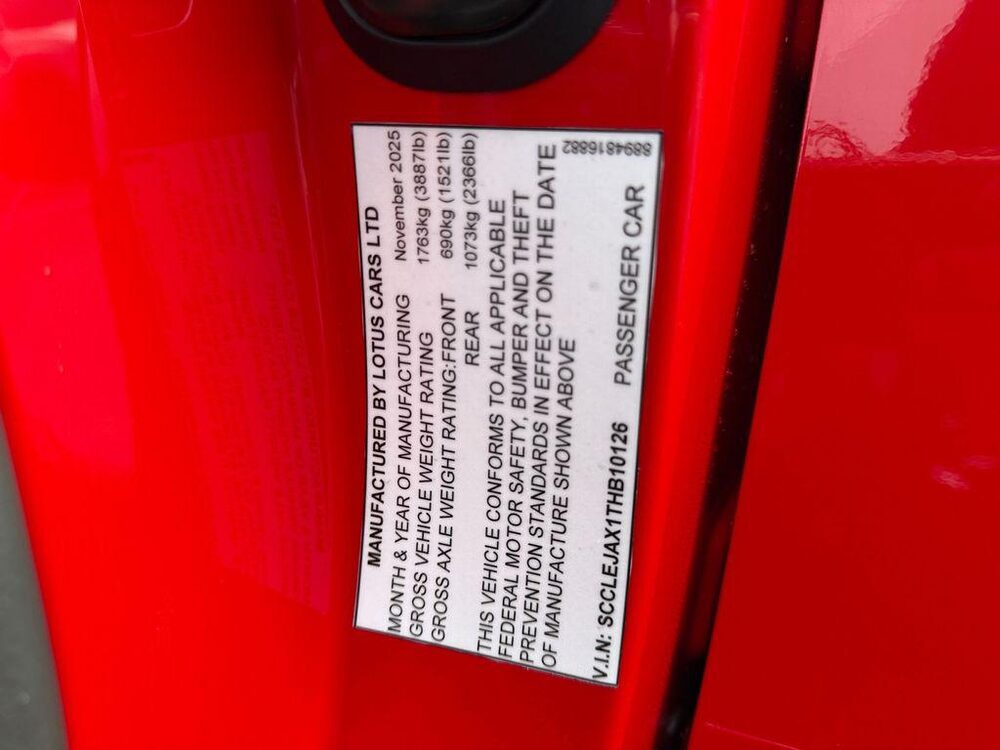 MANUFACTURED BY LOTUS CARS LTD
MONTH & YEAR OF MANUFACTURING November 2025
GROSS VEHICLE WEIGHT RATING 1763kg (3887lb)
GROSS AXLE WEIGHT RATING:FRONT 690kg (1521lb)
REAR 1073kg (2366lb)
THIS VEHICLE CONFORMS TO ALL APPLICABLE
FEDERAL MOTOR SAFETY, BUMPER AND THEFT
PREVENTION STANDARDS IN EFFECT ON THE DATE
OF MANUFACTURE SHOWN ABOVE
8894816882
V.I.N: SCCLEJAX1THB10126 PASSENGER CAR